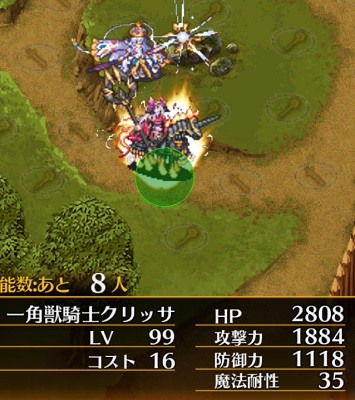 能数:あと 8人
一角獣騎士クリッサ
LV 99
コスト 16
HP 2808
攻撃力 1884
防御力 1118
魔法耐性 35